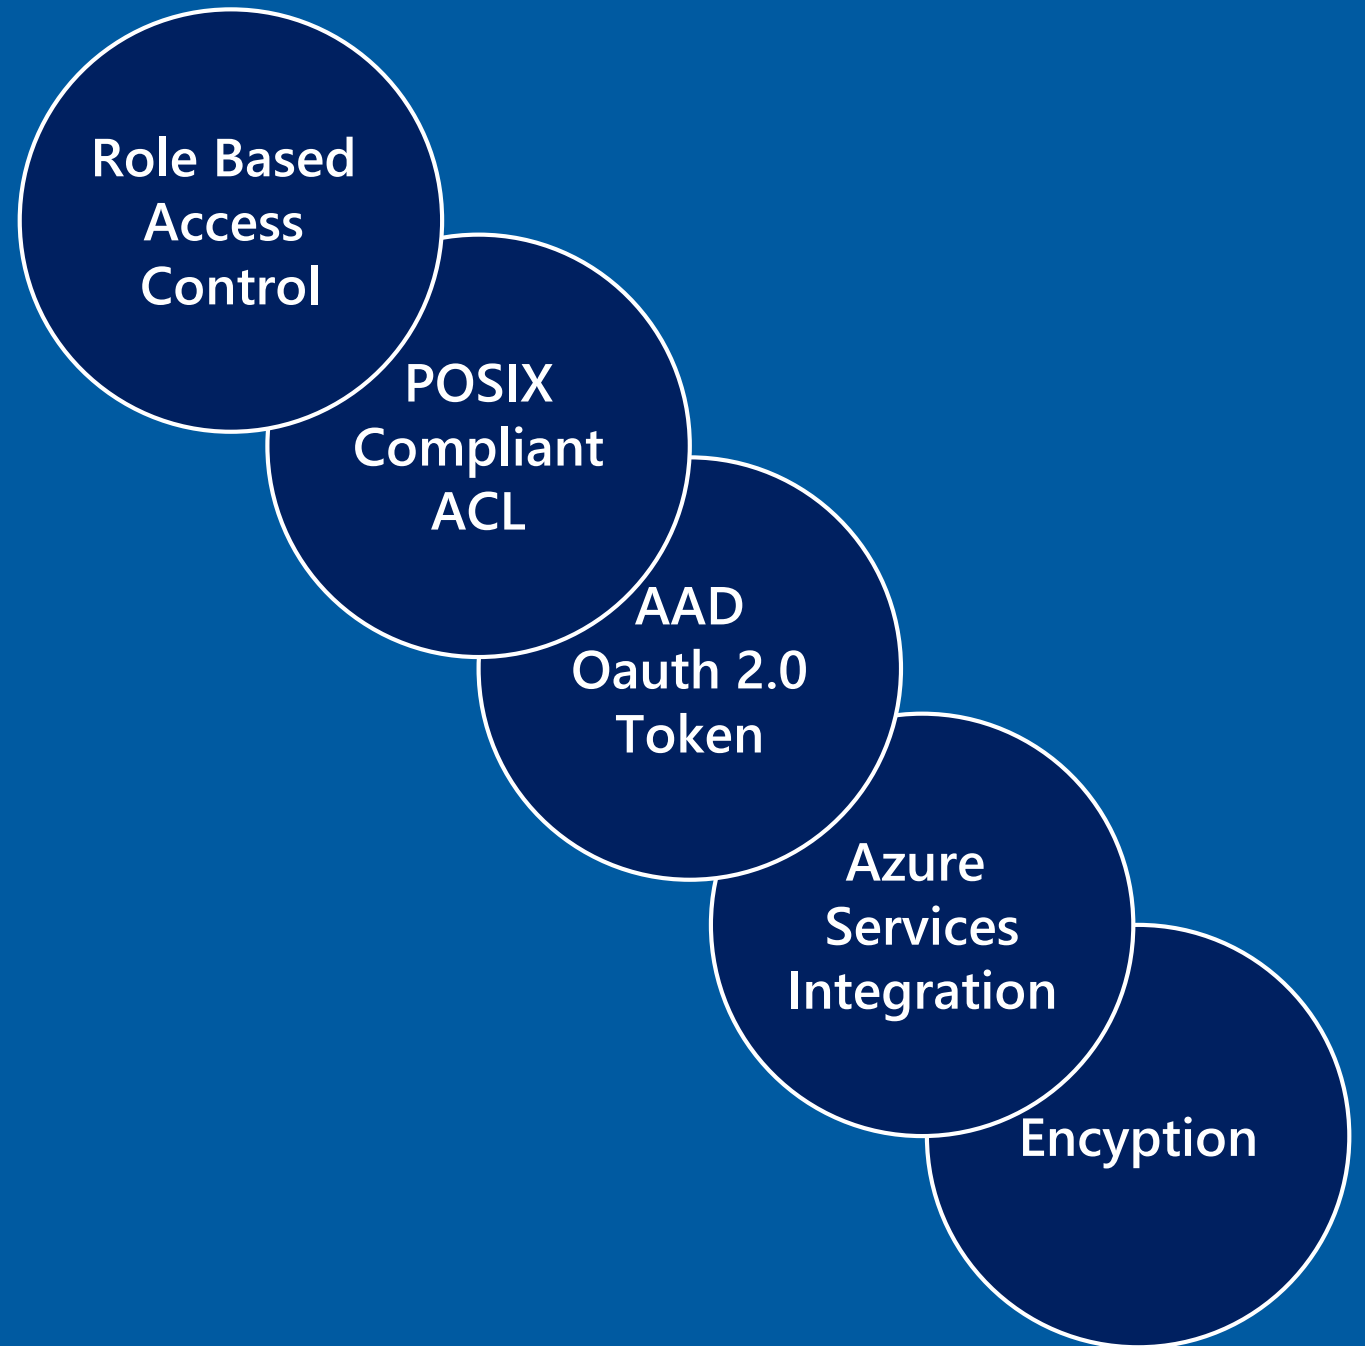 Role Based
Access
Control
POSIX
Compliant
ACL
AAD
Oauth 2.0
Token
Azure
Services
Integration
Encyption